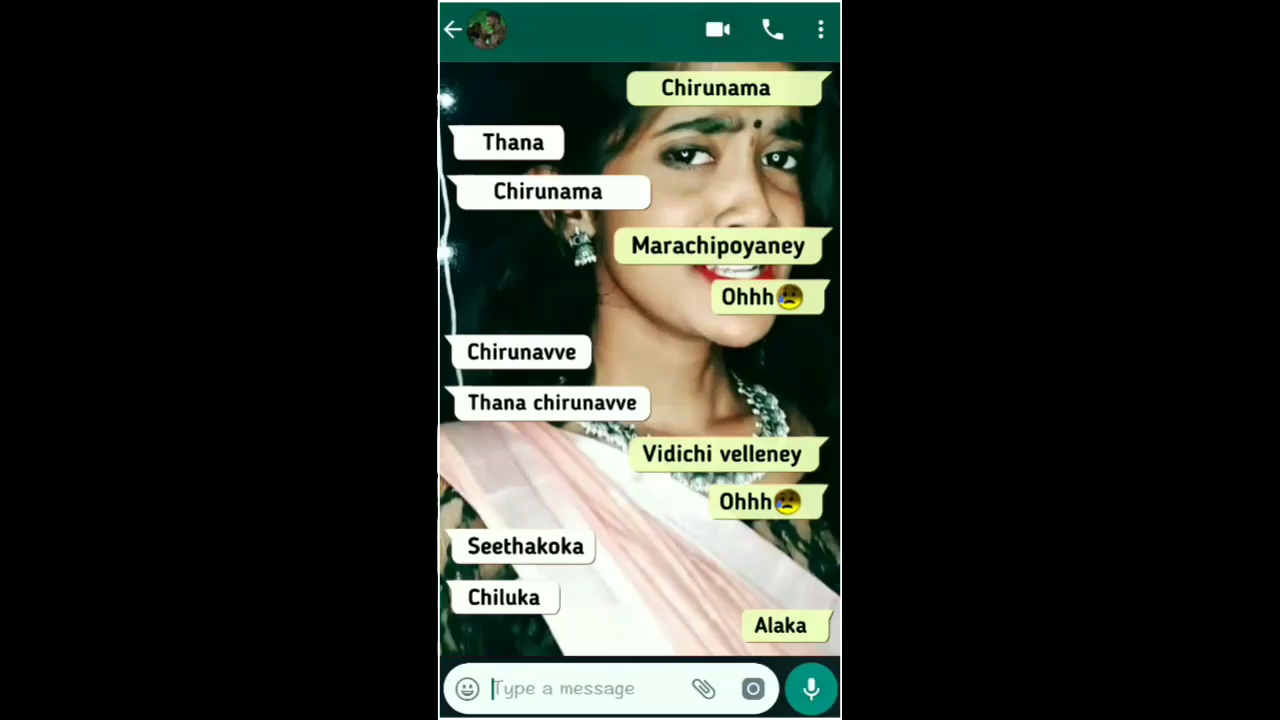 Chirunama
Thana
Chirunama
Marachipoyaney
Ohhh😥
Chirunavve
Thana chirunavve
Vidichi velleney
Ohhh😥
Seethakoka
Chiluka
Alaka
Type a message